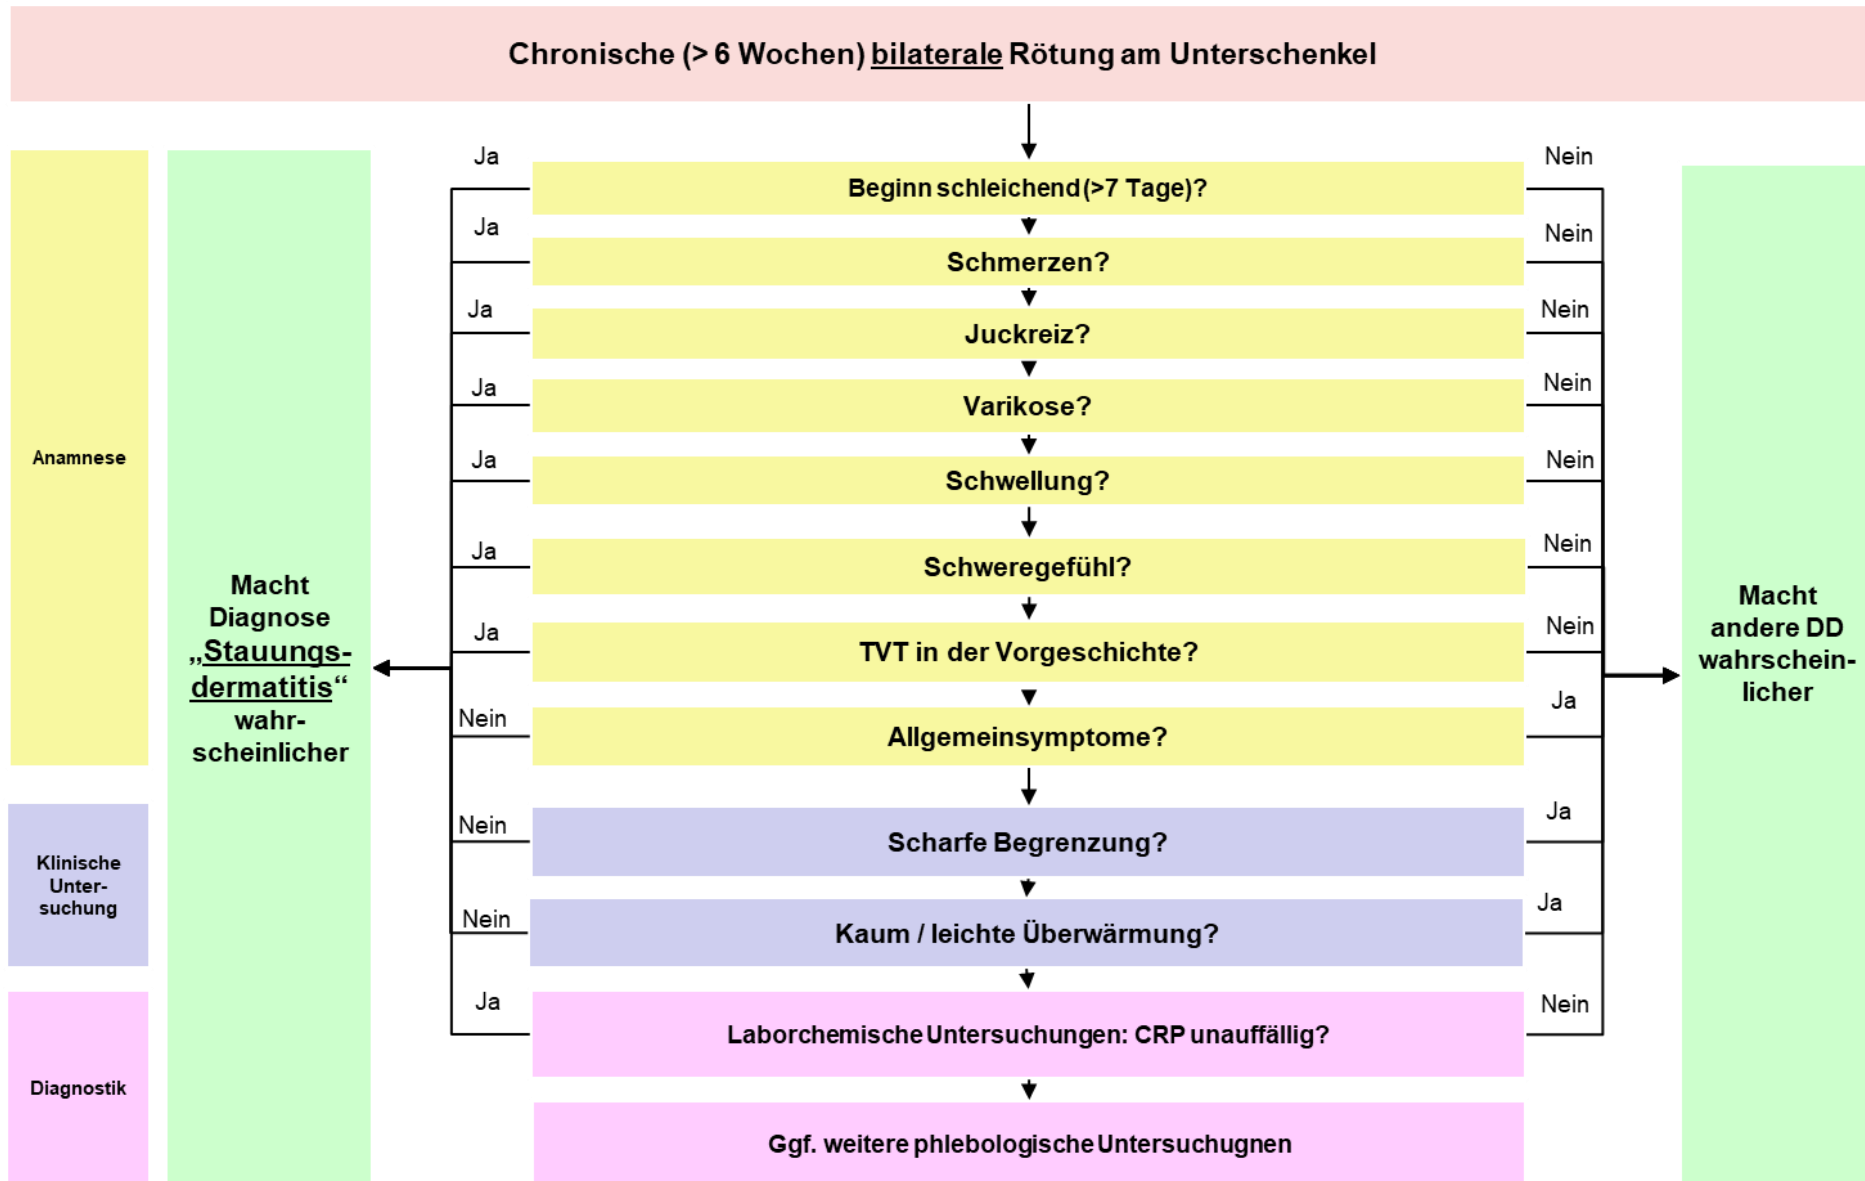 Chronische (> 6 Wochen) bilaterale Rötung am Unterschenkel
Anamnese
Klinische
Unter-
suchung
Diagnostik
Macht
Diagnose
„Stauungs-
dermatitis“
wahr-
scheinlicher
Ja
Beginn schleichend (>7 Tage)?
Nein
Ja
Schmerzen?
Nein
Ja
Juckreiz?
Nein
Ja
Varikose?
Nein
Ja
Schwellung?
Nein
Ja
Schweregefühl?
Nein
Ja
TVT in der Vorgeschichte?
Nein
Nein
Allgemeinsymptome?
Ja
Nein
Scharfe Begrenzung?
Ja
Nein
Kaum / leichte Überwärmung?
Ja
Ja
Laborchemische Untersuchungen: CRP unauffällig?
Nein
Ggf. weitere phlebologische Untersuchugnen
Macht
andere DD
wahrschein-
licher